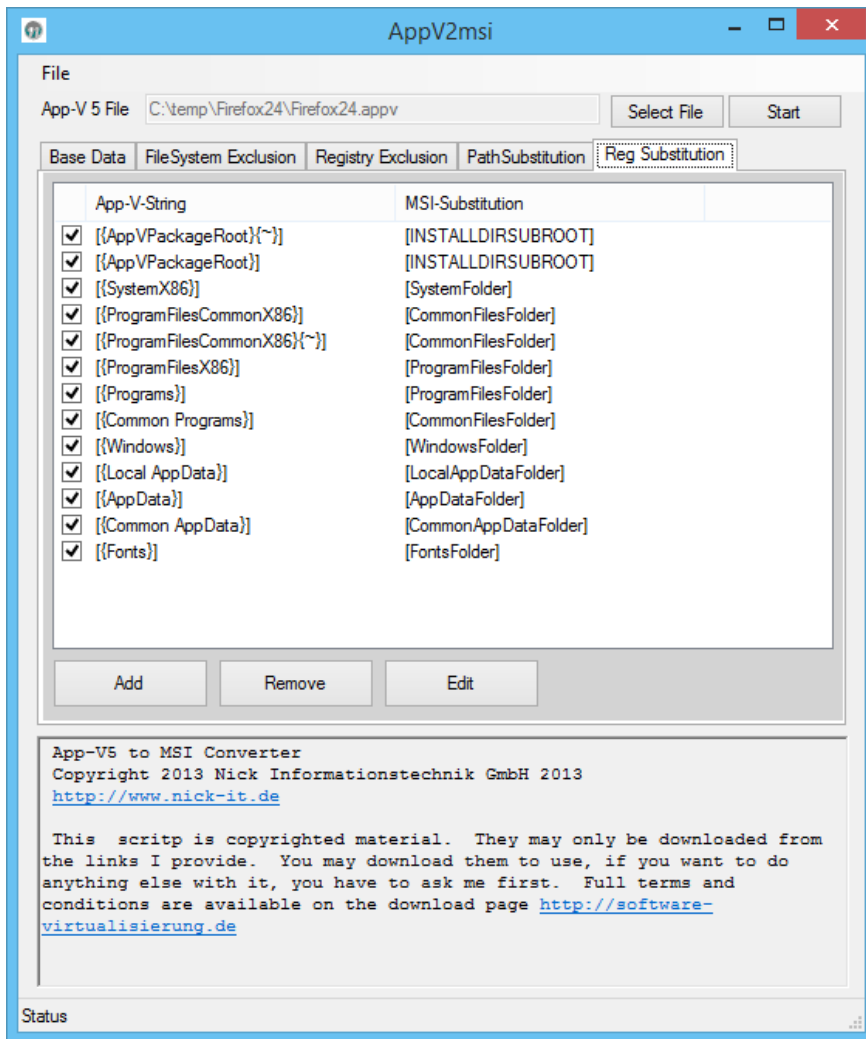 AppV2msi
File
App-V 5 File C:\temp\Firefox24\Firefox24.appv Select File Start
Base Data FileSystem Exclusion Registry Exclusion PathSubstitution Reg Substitution
App-V-String MSI-Substitution
[{AppVPackageRoot}{~}] [INSTALLDIRSUBROOT]
[{AppVPackageRoot}] [INSTALLDIRSUBROOT]
[{SystemX86}] [SystemFolder]
[{ProgramFilesCommonX86}] [CommonFilesFolder]
[{ProgramFilesCommonX86}{~}] [CommonFilesFolder]
[{ProgramFilesX86}] [ProgramFilesFolder]
[{Programs}] [ProgramFilesFolder]
[{Common Programs}] [CommonFilesFolder]
[{Windows}] [WindowsFolder]
[{Local AppData}] [LocalAppDataFolder]
[{AppData}] [AppDataFolder]
[{Common AppData}] [CommonAppDataFolder]
[{Fonts}] [FontsFolder]
Add Remove Edit
App-V5 to MSI Converter
Copyright 2013 Nick Informationstechnik GmbH 2013
http://www.nick-it.de
This scritp is copyrighted material. They may only be downloaded from
the links I provide. You may download them to use, if you want to do
anything else with it, you have to ask me first. Full terms and
conditions are available on the download page http://software-
virtualisierung.de
Status